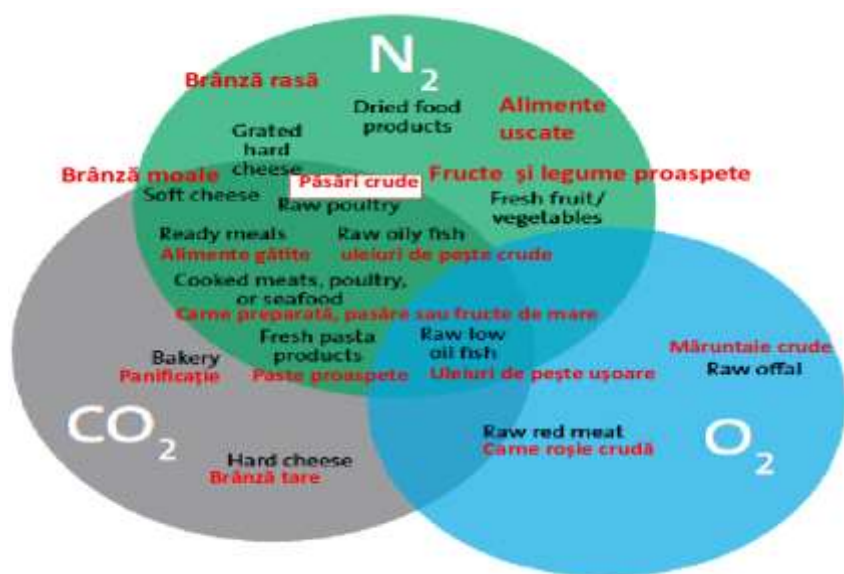 N2
Brânză rasă
Dried food
products
Alimente
uscate
Grated
hard
cheese
Brânză moale
Soft cheese
Păsări crude
Raw poultry
Fructe și legume proaspete
Fresh fruit/
vegetables
Ready meals
Alimente gătite
Raw oily fish
uleiuri de pește crude
Cooked meats, poultry,
or seafood
Carne preparată, pasăre sau fructe de mare
Fresh pasta
products
Paste proaspete
Raw low
oil fish
Uleiuri de pește ușoare
Bakery
Panificație
Măruntaie crude
Raw offal
CO2
Hard cheese
Brânză tare
Raw red meat
Carne roșie crudă
O2